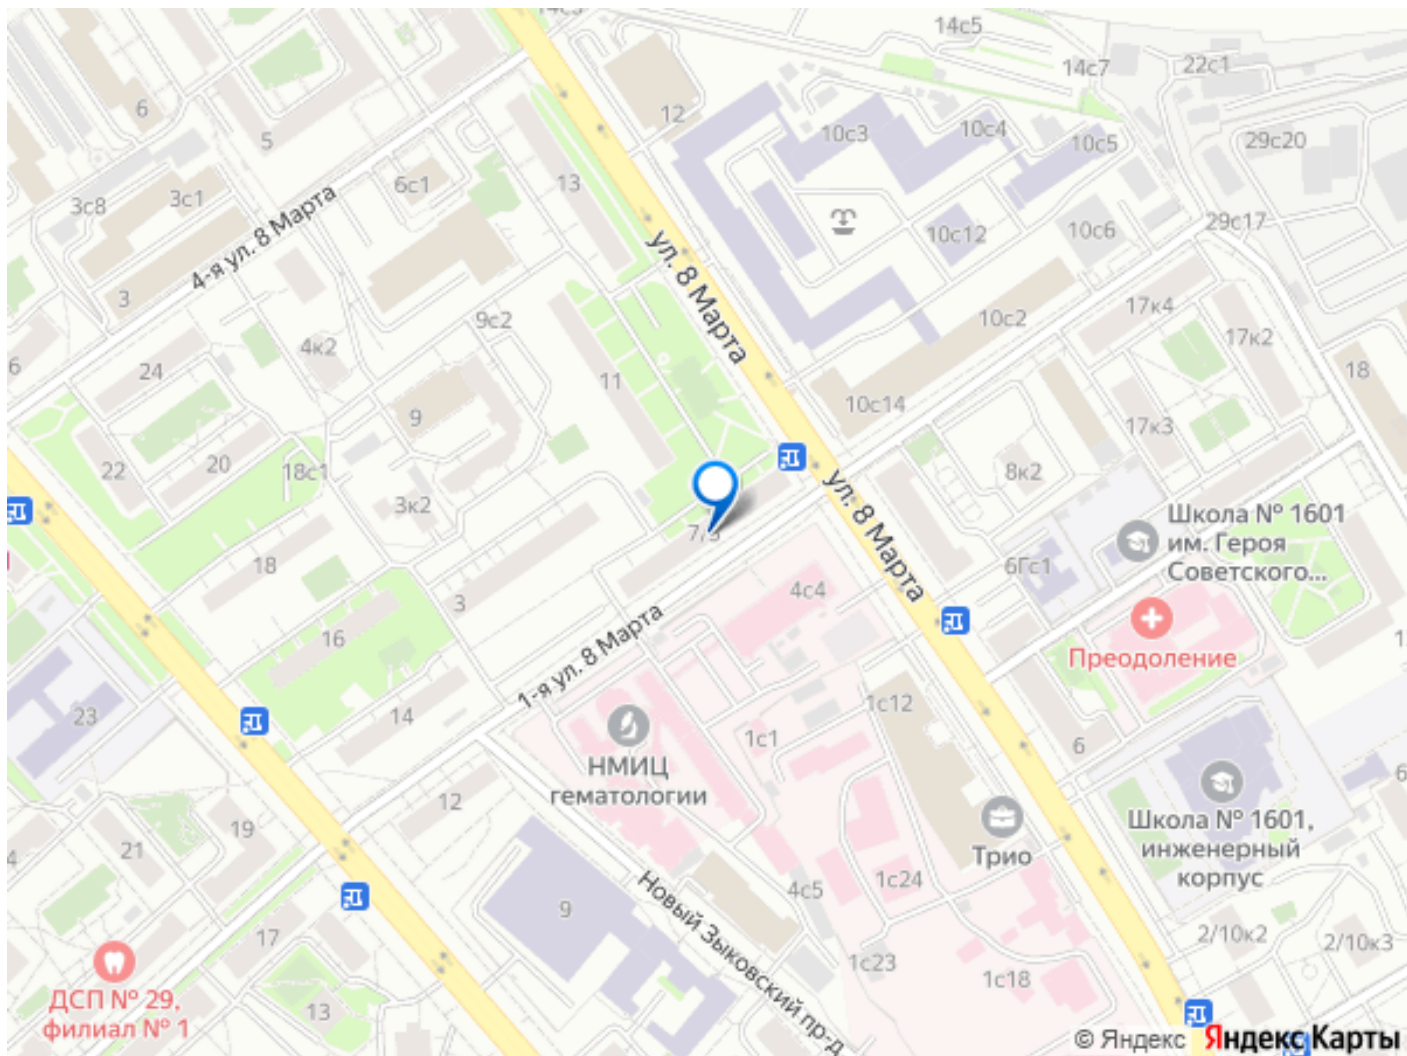 14с5
14с7
22с1
12
6
5
10с3
10с4
10с5
29с20
13
6с1
3с1
3с8
4-я ул. 8 Марта
29с17
10с12
10с6
ул. 8 Марта
3
17к4
10с2
9с2
4к2
17к2
6
24
11
18
10с14
9
17к3
22
20
18с1
8к2
3к2
ул. 8 Марта
Школа № 1601
им. Героя
Советского...
18
6Гс1
4с4
3
16
1-я ул. 8 Марта
Преодоление
23
14
1с12
1с1
6
НМИЦ
гематологии
12
19
21
Школа № 1601,
инженерный
корпус
Трио
4с5
1с24
9
Новый Зыковский пр-д
17
2/10к2
2/10к3
1с23
1с18
ДСП № 29,
филиал № 1
13
© Яндекс Яндекс Карты